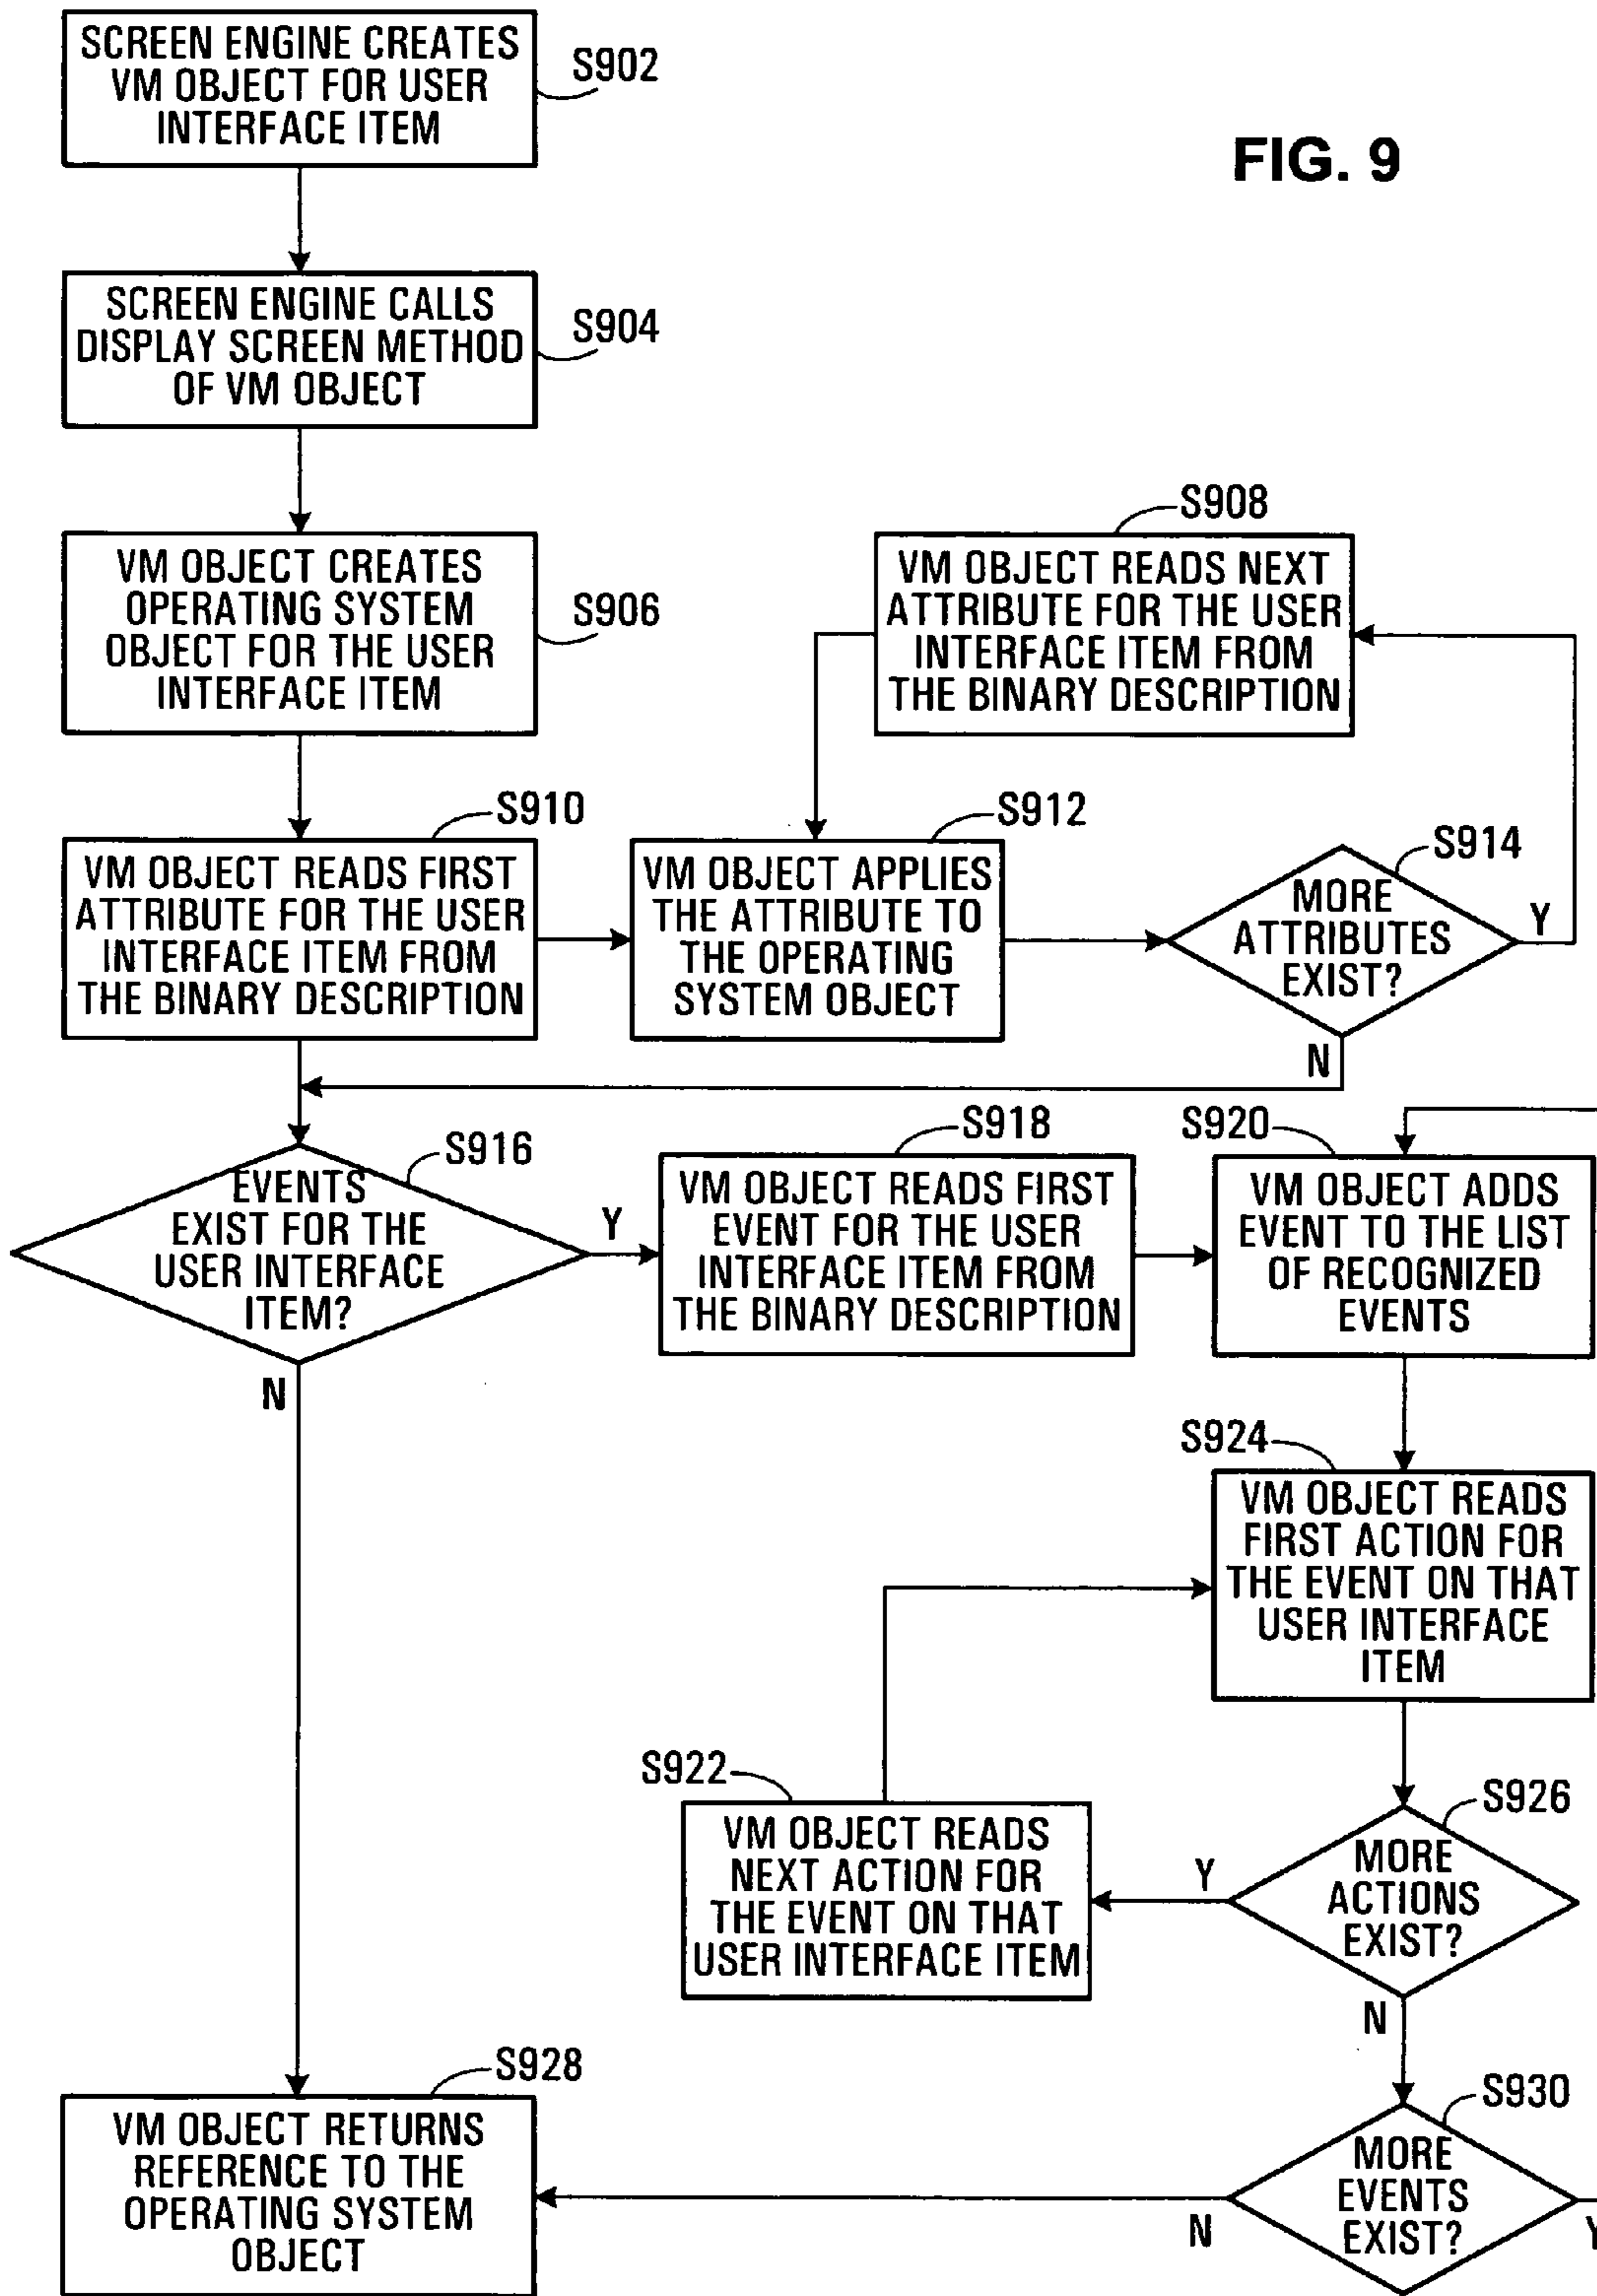 SCREEN ENGINE CREATES
VM OBJECT FOR USER
INTERFACE ITEM
S902
FIG. 9
SCREEN ENGINE CALLS
DISPLAY SCREEN METHOD
OF VM OBJECT
S904
VM OBJECT CREATES
OPERATING SYSTEM
OBJECT FOR THE USER
INTERFACE ITEM
S906
S908
VM OBJECT READS NEXT
ATTRIBUTE FOR THE USER
INTERFACE ITEM FROM
THE BINARY DESCRIPTION
S910
VM OBJECT READS FIRST
ATTRIBUTE FOR THE USER
INTERFACE ITEM FROM
THE BINARY DESCRIPTION
S912
VM OBJECT APPLIES
THE ATTRIBUTE TO
THE OPERATING
SYSTEM OBJECT
S914
MORE
ATTRIBUTES
EXIST?
Y
N
S916
EVENTS
EXIST FOR THE
USER INTERFACE
ITEM?
Y
N
S918
VM OBJECT READS FIRST
EVENT FOR THE USER
INTERFACE ITEM FROM
THE BINARY DESCRIPTION
S920
VM OBJECT ADDS
EVENT TO THE LIST
OF RECOGNIZED
EVENTS
S924
VM OBJECT READS
FIRST ACTION FOR
THE EVENT ON THAT
USER INTERFACE
ITEM
S922
VM OBJECT READS
NEXT ACTION FOR
THE EVENT ON THAT
USER INTERFACE ITEM
S926
MORE
ACTIONS
EXIST?
Y
N
S928
VM OBJECT RETURNS
REFERENCE TO THE
OPERATING SYSTEM
OBJECT
S930
MORE
EVENTS
EXIST?
N
Y